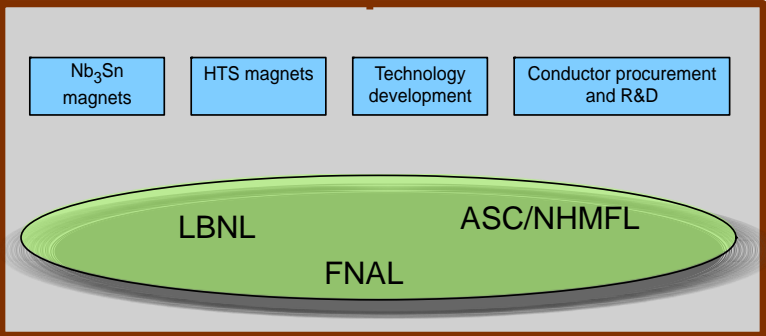 Nb₃Sn
magnets
HTS magnets
Technology
development
Conductor procurement
and R&D
LBNL
ASC/NHMFL
FNAL